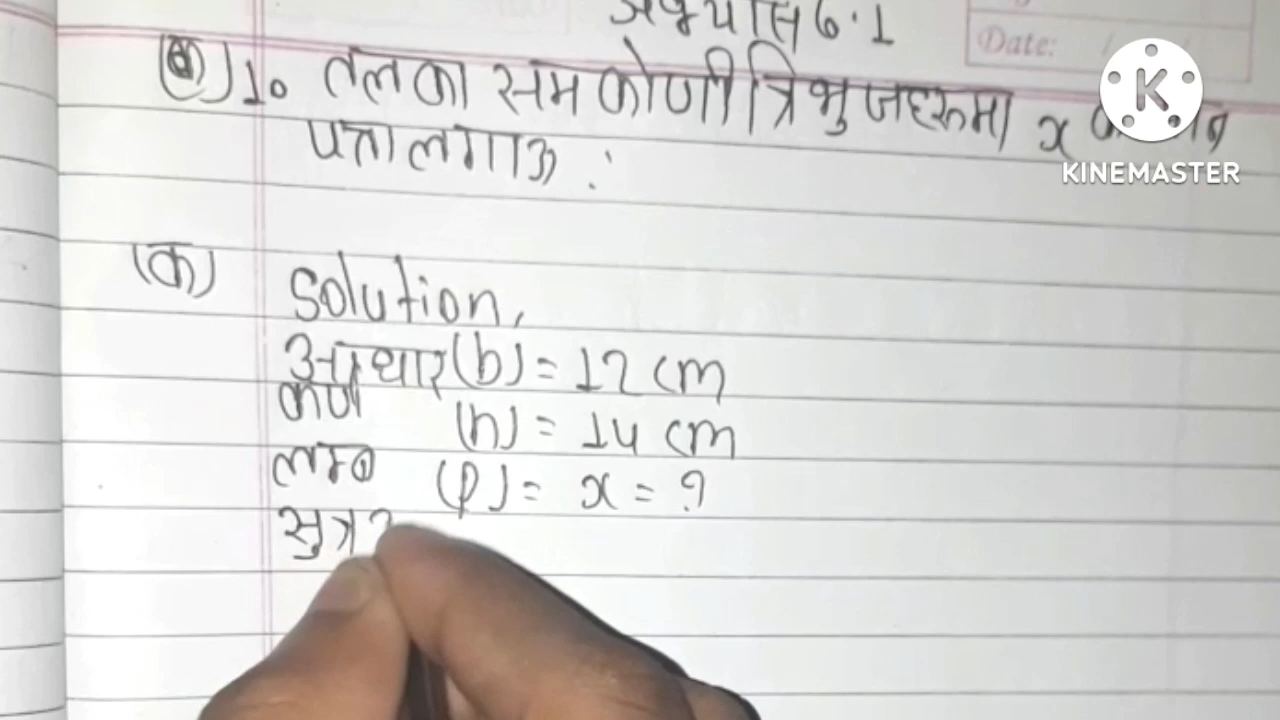 अभ्यास 6.1
Date:
(क) 1. तलका समकोणी त्रिभुजहरूमा x
पत्ता लगाऊ :
(क) Solution,
आधार (b) = 12 cm
कर्ण (h) = 14 cm
लम्ब (p) = x = ?
सुत्र
K
KINEMASTER